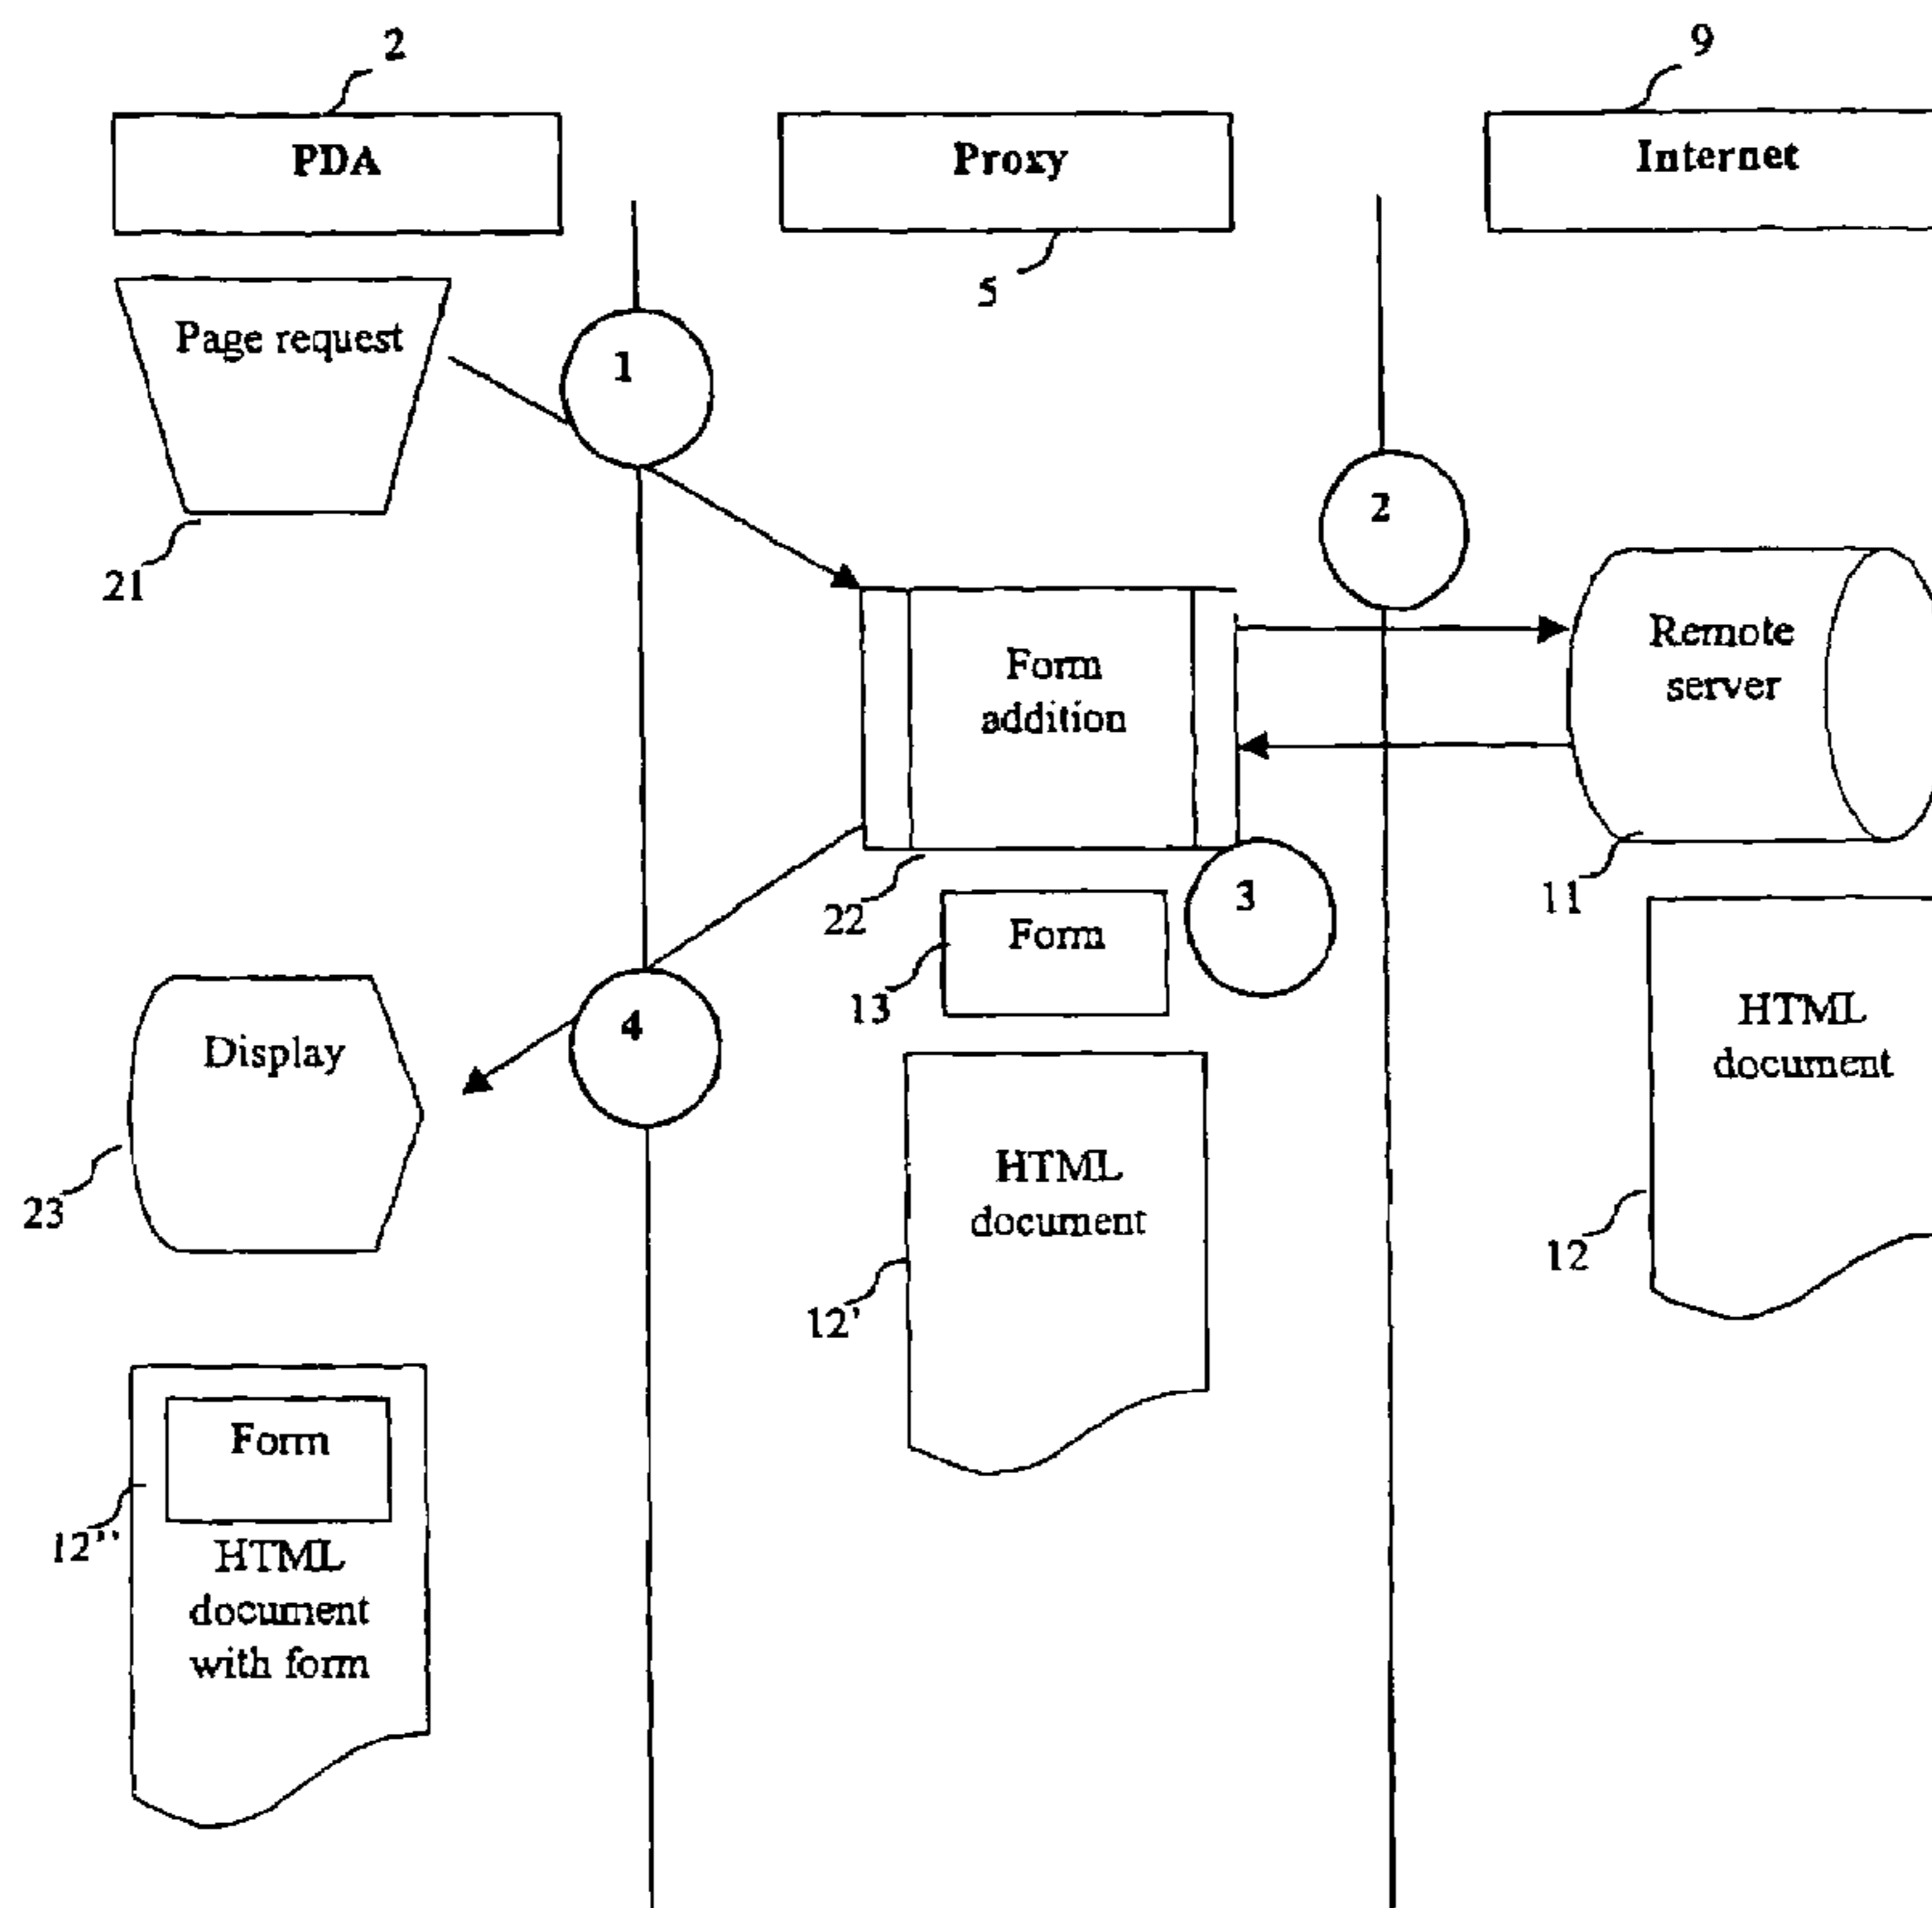 2
9
PDA
Proxy
Internet
5
Page request
1
2
21
Form
addition
Remote
server
22
3
11
Form
13
4
Display
HTML
document
HTML
document
23
12
12'
Form
12"
HTML
document
with form